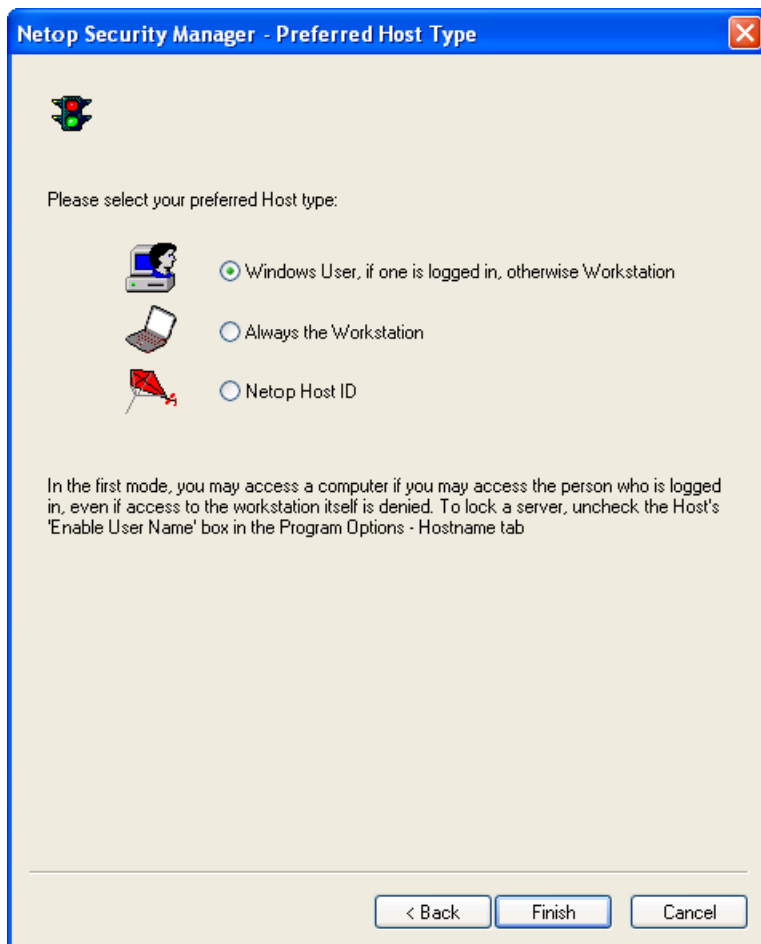 Netop Security Manager - Preferred Host Type
Please select your preferred Host type:
Windows User, if one is logged in, otherwise Workstation
Always the Workstation
Netop Host ID
In the first mode, you may access a computer if you may access the person who is logged
in, even if access to the workstation itself is denied. To lock a server, uncheck the Host's
'Enable User Name' box in the Program Options - Hostname tab
< Back
Finish
Cancel